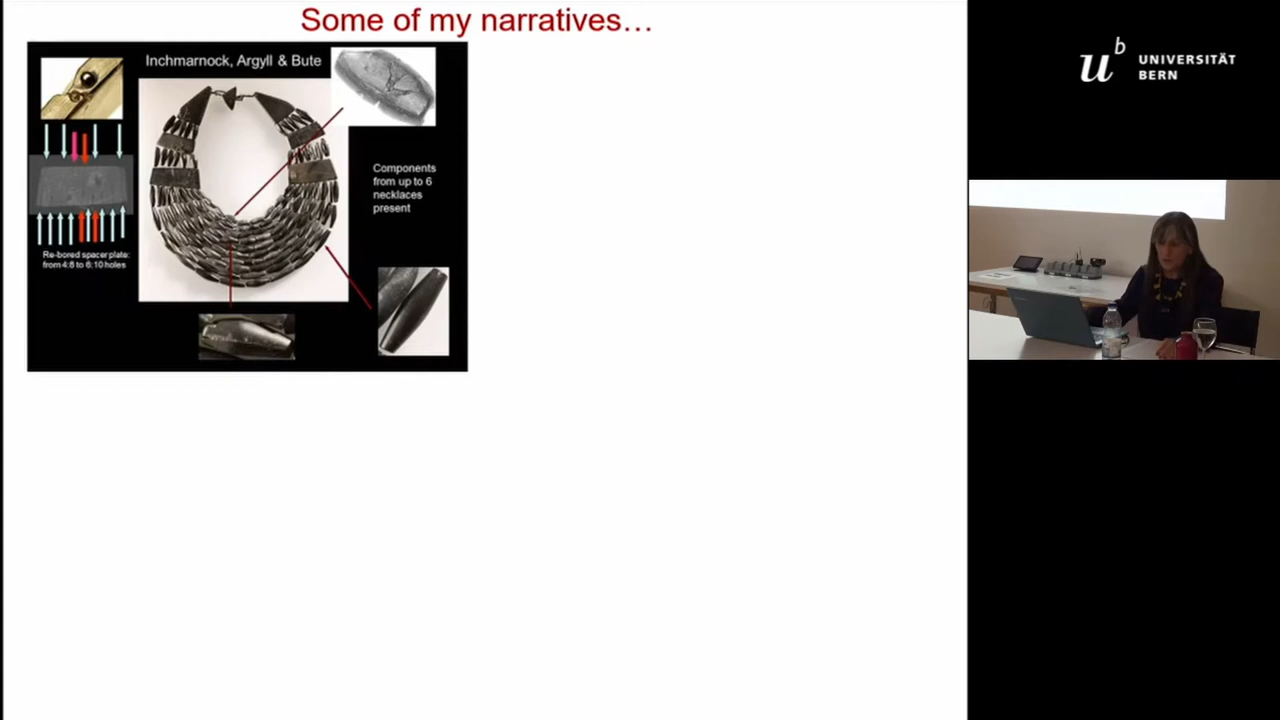 Some of my narratives…
Inchmarnock, Argyll & Bute
Components
from up to 6
necklaces
present
Re-bored spacer plate:
from 4:8 to 6:10 holes
u
b
UNIVERSITÄT
BERN